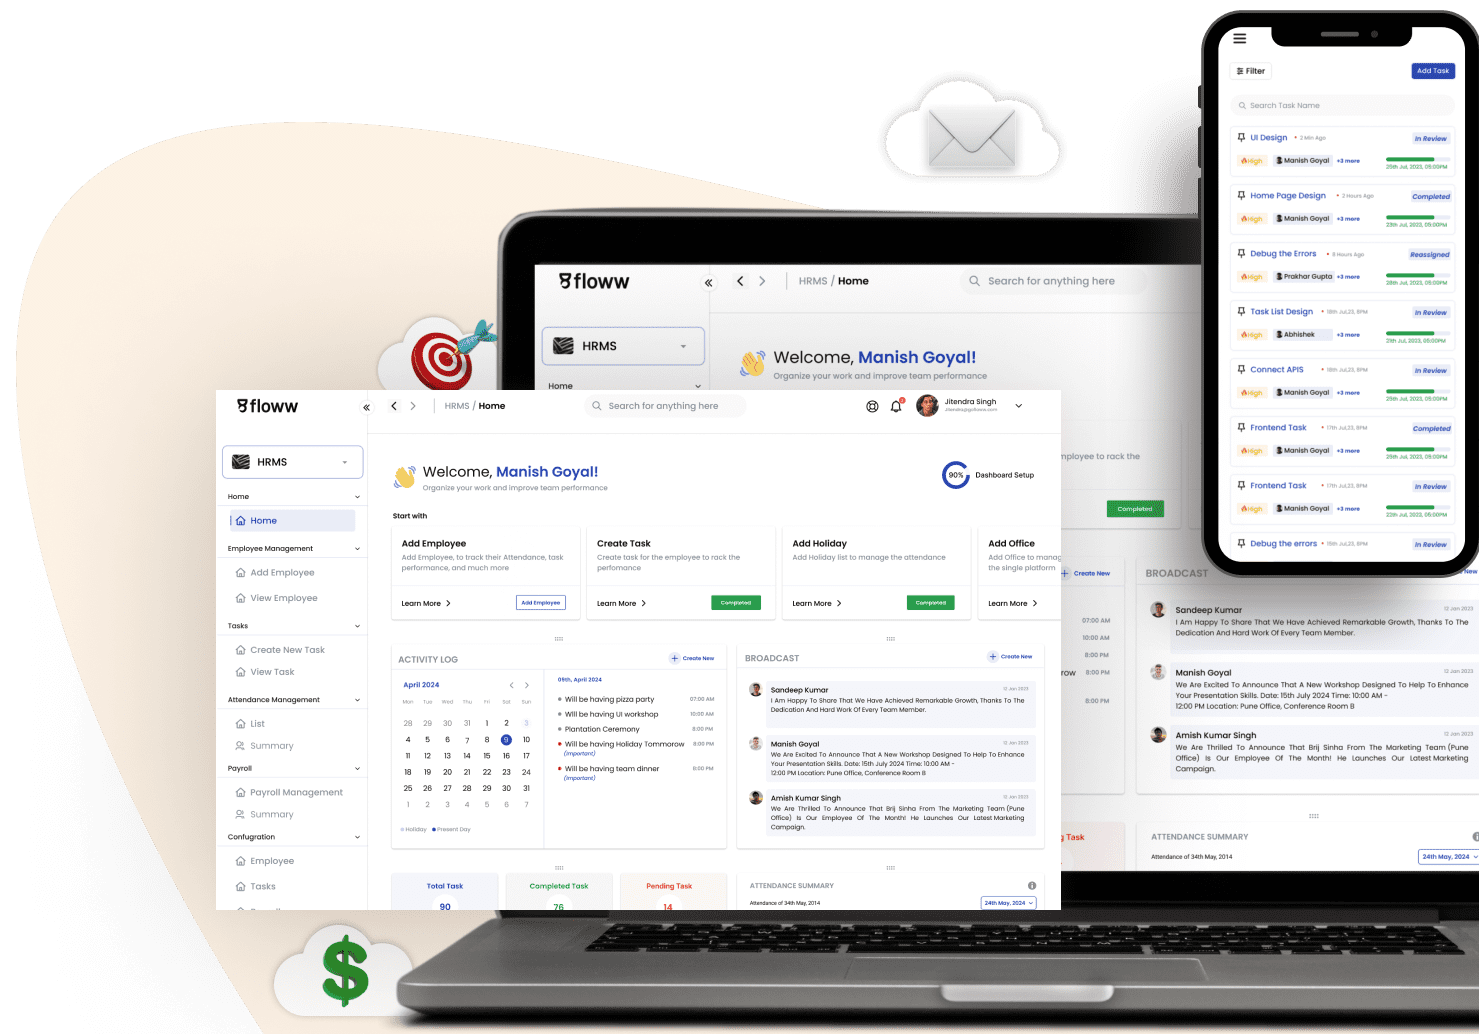 Filter
Add Task
Search Task Name
UI Design • 2 Min Ago In Review
High Manish Goyal +3 more
25th Jul, 2023, 05:00PM
Home Page Design • 2 Hours Ago Completed
High Manish Goyal +3 more
23th Jul, 2023, 05:00PM
Debug the Errors • 8 Hours Ago Reassigned
High Prakhar Gupta +3 more
28th Jul, 2023, 05:00PM
Task List Design • 18th Jul,23, 8PM In Review
High Abhishek +3 more
21th Jul, 2023, 05:00PM
Connect APIS • 18th Jul,23, 8PM In Review
High Manish Goyal +3 more
25th Jul, 2023, 05:00PM
Frontend Task • 17th Jul,23, 8PM Completed
High Manish Goyal +3 more
25th Jul, 2023, 05:00PM
Frontend Task • 17th Jul,23, 8PM In Review
High Manish Goyal +3 more
22th Jul, 2023, 05:00PM
Debug the errors • 15th Jul,23, 8PM In Review
floww
HRMS / Home
Search for anything here
HRMS
Welcome, Manish Goyal!
Organize your work and improve team performance
Home
mployee to rack the
Completed
Create New
07:00 AM
10:00 AM
8:00 PM
row 8:00 PM
8:00 PM
BROADCAST
New
Sandeep Kumar 12 Jan 2023
I Am Happy To Share That We Have Achieved Remarkable Growth, Thanks To The
Dedication And Hard Work Of Every Team Member.
Manish Goyal 12 Jan 2023
We Are Excited To Announce That A New Workshop Designed To Help To Enhance
Your Presentation Skills. Date: 15th July 2024 Time: 10:00 AM -
12:00 PM Location: Pune Office, Conference Room B
Amish Kumar Singh 12 Jan 2023
We Are Thrilled To Announce That Brij Sinha From The Marketing Team (Pune
Office) Is Our Employee Of The Month! He Launches Our Latest Marketing
Campaign.
g Task
ATTENDANCE SUMMARY
Attendance of 34th May, 2014
24th May, 2024
floww
HRMS / Home
Search for anything here
Jitendra Singh
Jitendra@gofloww.com
HRMS
Home
Home
Employee Management
Add Employee
View Employee
Tasks
Create New Task
View Task
Attendance Management
List
Summary
Payroll
Payroll Management
Summary
Confugration
Employee
Tasks
Welcome, Manish Goyal!
Organize your work and improve team performance
90% Dashboard Setup
Start with
Add Employee
Add Employee, to track their Attendance, task
performance, and much more
Learn More
Add Employee
Create Task
Create task for the employee to rack the
perfomance
Learn More
Completed
Add Holiday
Add Holiday list to manage the attendance
Learn More
Completed
Add Office
Add Office to manag
the single platform
Learn More
ACTIVITY LOG
Create New
April 2024
Mon Tue Wed Thu Fri Sat Sun
28 29 30 31 1 2 3
4 5 6 7 8 9 10
11 12 13 14 15 16 17
18 19 20 21 22 23 24
25 26 27 28 29 30 31
1 2 3 4 5 6 7
Holiday Present Day
09th, April 2024
Will be having pizza party 07:00 AM
Will be having UI workshop 10:00 AM
Plantation Ceremony 8:00 PM
Will be having Holiday Tommorow 8:00 PM
(Important)
Will be having team dinner 8:00 PM
(Important)
BROADCAST
Create New
Sandeep Kumar 12 Jan 2023
I Am Happy To Share That We Have Achieved Remarkable Growth, Thanks To The
Dedication And Hard Work Of Every Team Member.
Manish Goyal 12 Jan 2023
We Are Excited To Announce That A New Workshop Designed To Help To Enhance
Your Presentation Skills. Date: 15th July 2024 Time: 10:00 AM -
12:00 PM Location: Pune Office, Conference Room B
Amish Kumar Singh 12 Jan 2023
We Are Thrilled To Announce That Brij Sinha From The Marketing Team (Pune
Office) Is Our Employee Of The Month! He Launches Our Latest Marketing
Campaign.
Total Task
90
Completed Task
76
Pending Task
14
ATTENDANCE SUMMARY
Attendance of 34th May, 2014
24th May, 2024